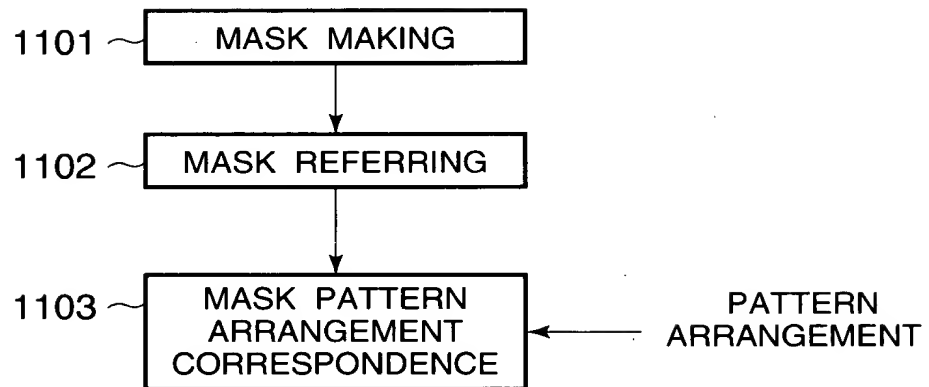 1101 MASK MAKING
1102 MASK REFERRING
1103 MASK PATTERN
ARRANGEMENT
CORRESPONDENCE
PATTERN
ARRANGEMENT